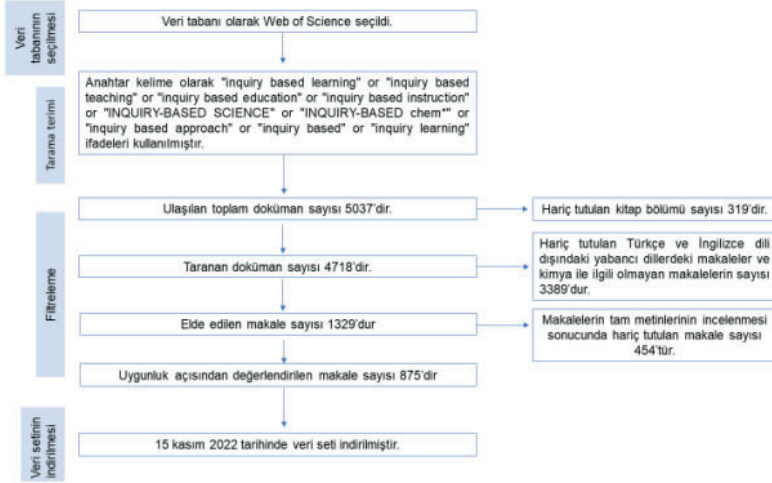 Veri
tabanının
seçilmesi
Veri tabanı olarak Web of Science seçildi.
Tarama terimi
Anahtar kelime olarak "inquiry based learning" or "inquiry based
teaching" or "inquiry based education" or "inquiry based instruction"
or "INQUIRY-BASED SCIENCE" or "INQUIRY-BASED chem*" or
"inquiry based approach" or "inquiry based" or "inquiry learning"
ifadeleri kullanılmıştır.
Filtreleme
Ulaşılan toplam doküman sayısı 5037'dir.
Hariç tutulan kitap bölümü sayısı 319'dir.
Taranan doküman sayısı 4718'dir.
Hariç tutulan Türkçe ve İngilizce dili
dışındaki yabancı dillerdeki makaleler ve
kimya ile ilgili olmayan makalelerin sayısı
3389'dur.
Elde edilen makale sayısı 1329'dur
Makalelerin tam metinlerinin incelenmesi
sonucunda hariç tutulan makale sayısı
454'tür.
Uygunluk açısından değerlendirilen makale sayısı 875'dir
Veri setinin
indirilmesi
15 kasım 2022 tarihinde veri seti indirilmiştir.